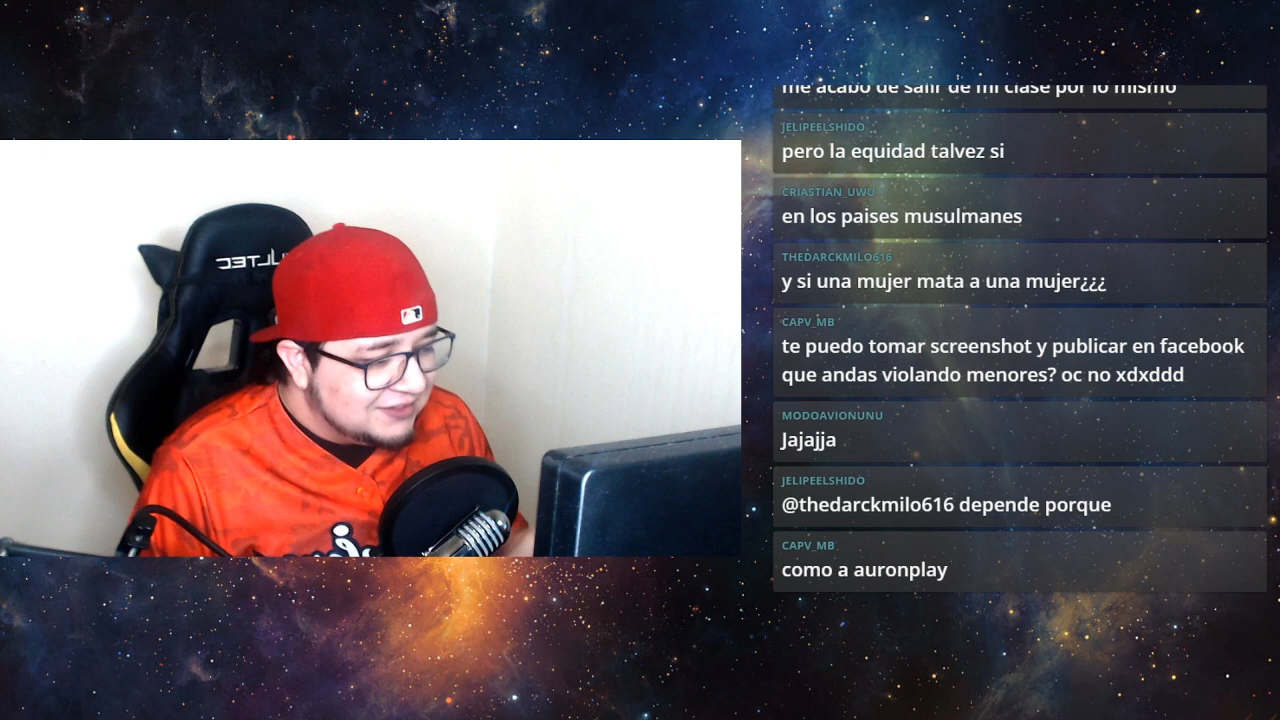 me acabo de salir de mi clase por lo mismo
JELIPEELSHIDO
pero la equidad talvez si
CRIASTIAN_UWU
en los paises musulmanes
THEDARCKMILO616
y si una mujer mata a una mujer¿¿¿
CAPV_MB
te puedo tomar screenshot y publicar en facebook
que andas violando menores? oc no xdxddd
MODOAVIONUNU
Jajajja
JELIPEELSHIDO
@thedarckmilo616 depende porque
CAPV_MB
como a auronplay